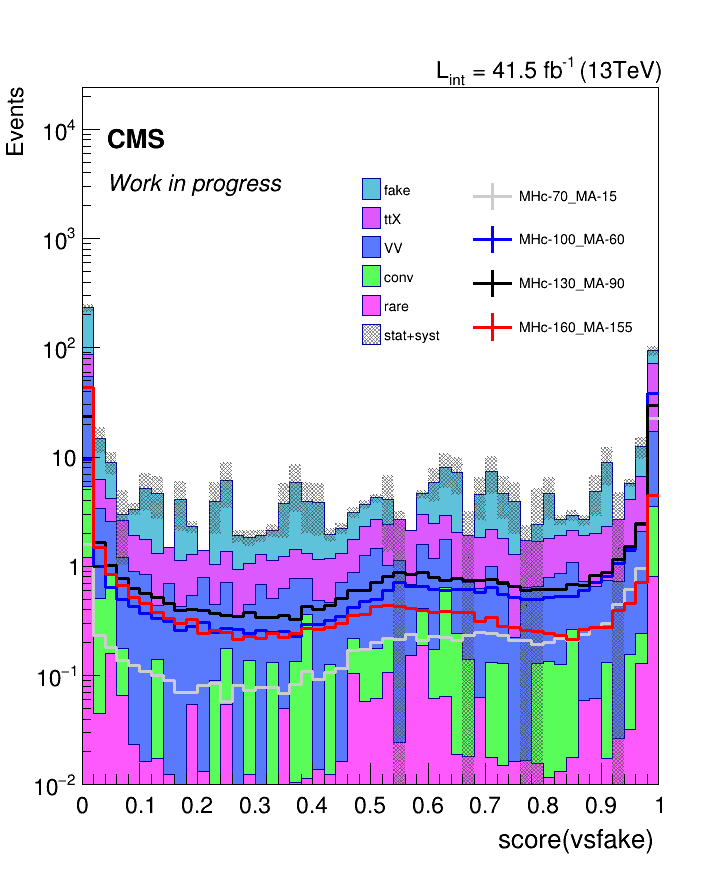 L_int = 41.5 fb^-1 (13TeV)
Events
CMS
Work in progress
fake
ttX
VV
conv
rare
stat+syst
MHc-70_MA-15
MHc-100_MA-60
MHc-130_MA-90
MHc-160_MA-155
10^4
10^3
10^2
10
1
10^-1
10^-2
0 0.1 0.2 0.3 0.4 0.5 0.6 0.7 0.8 0.9 1
score(vsfake)